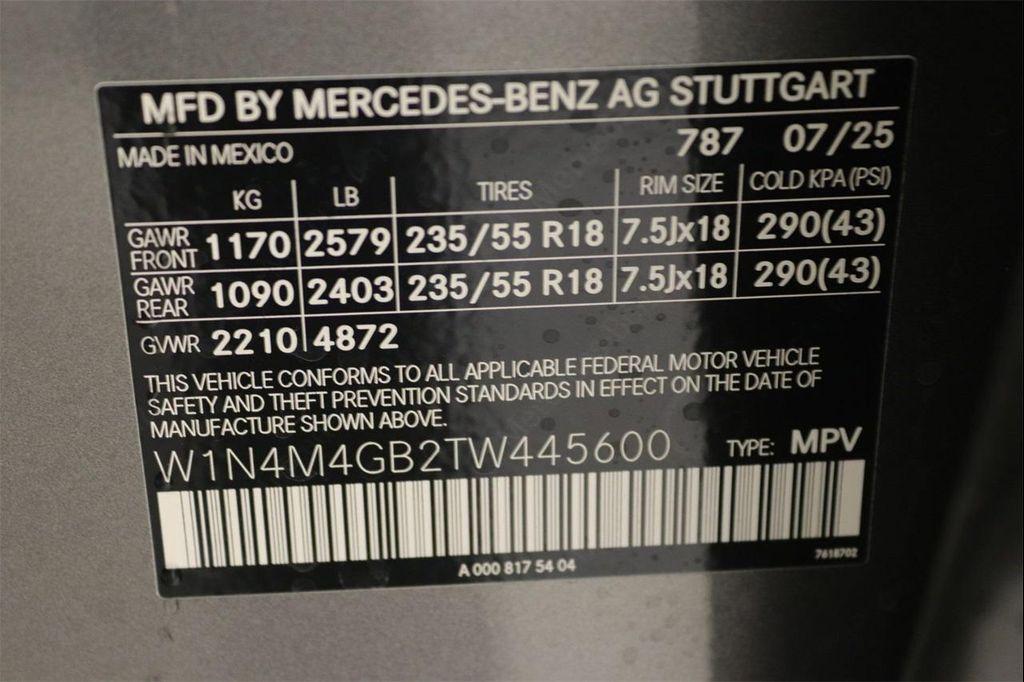 MFD BY MERCEDES-BENZ AG STUTTGART
MADE IN MEXICO 787 07/25
KG LB TIRES RIM SIZE COLD KPA (PSI)
GAWR FRONT 1170 2579 235/55 R18 7.5Jx18 290(43)
GAWR REAR 1090 2403 235/55 R18 7.5Jx18 290(43)
GVWR 2210 4872
THIS VEHICLE CONFORMS TO ALL APPLICABLE FEDERAL MOTOR VEHICLE
SAFETY AND THEFT PREVENTION STANDARDS IN EFFECT ON THE DATE OF
MANUFACTURE SHOWN ABOVE.
W1N4M4GB2TW445600 TYPE: MPV
A 000 817 54 04 7618702